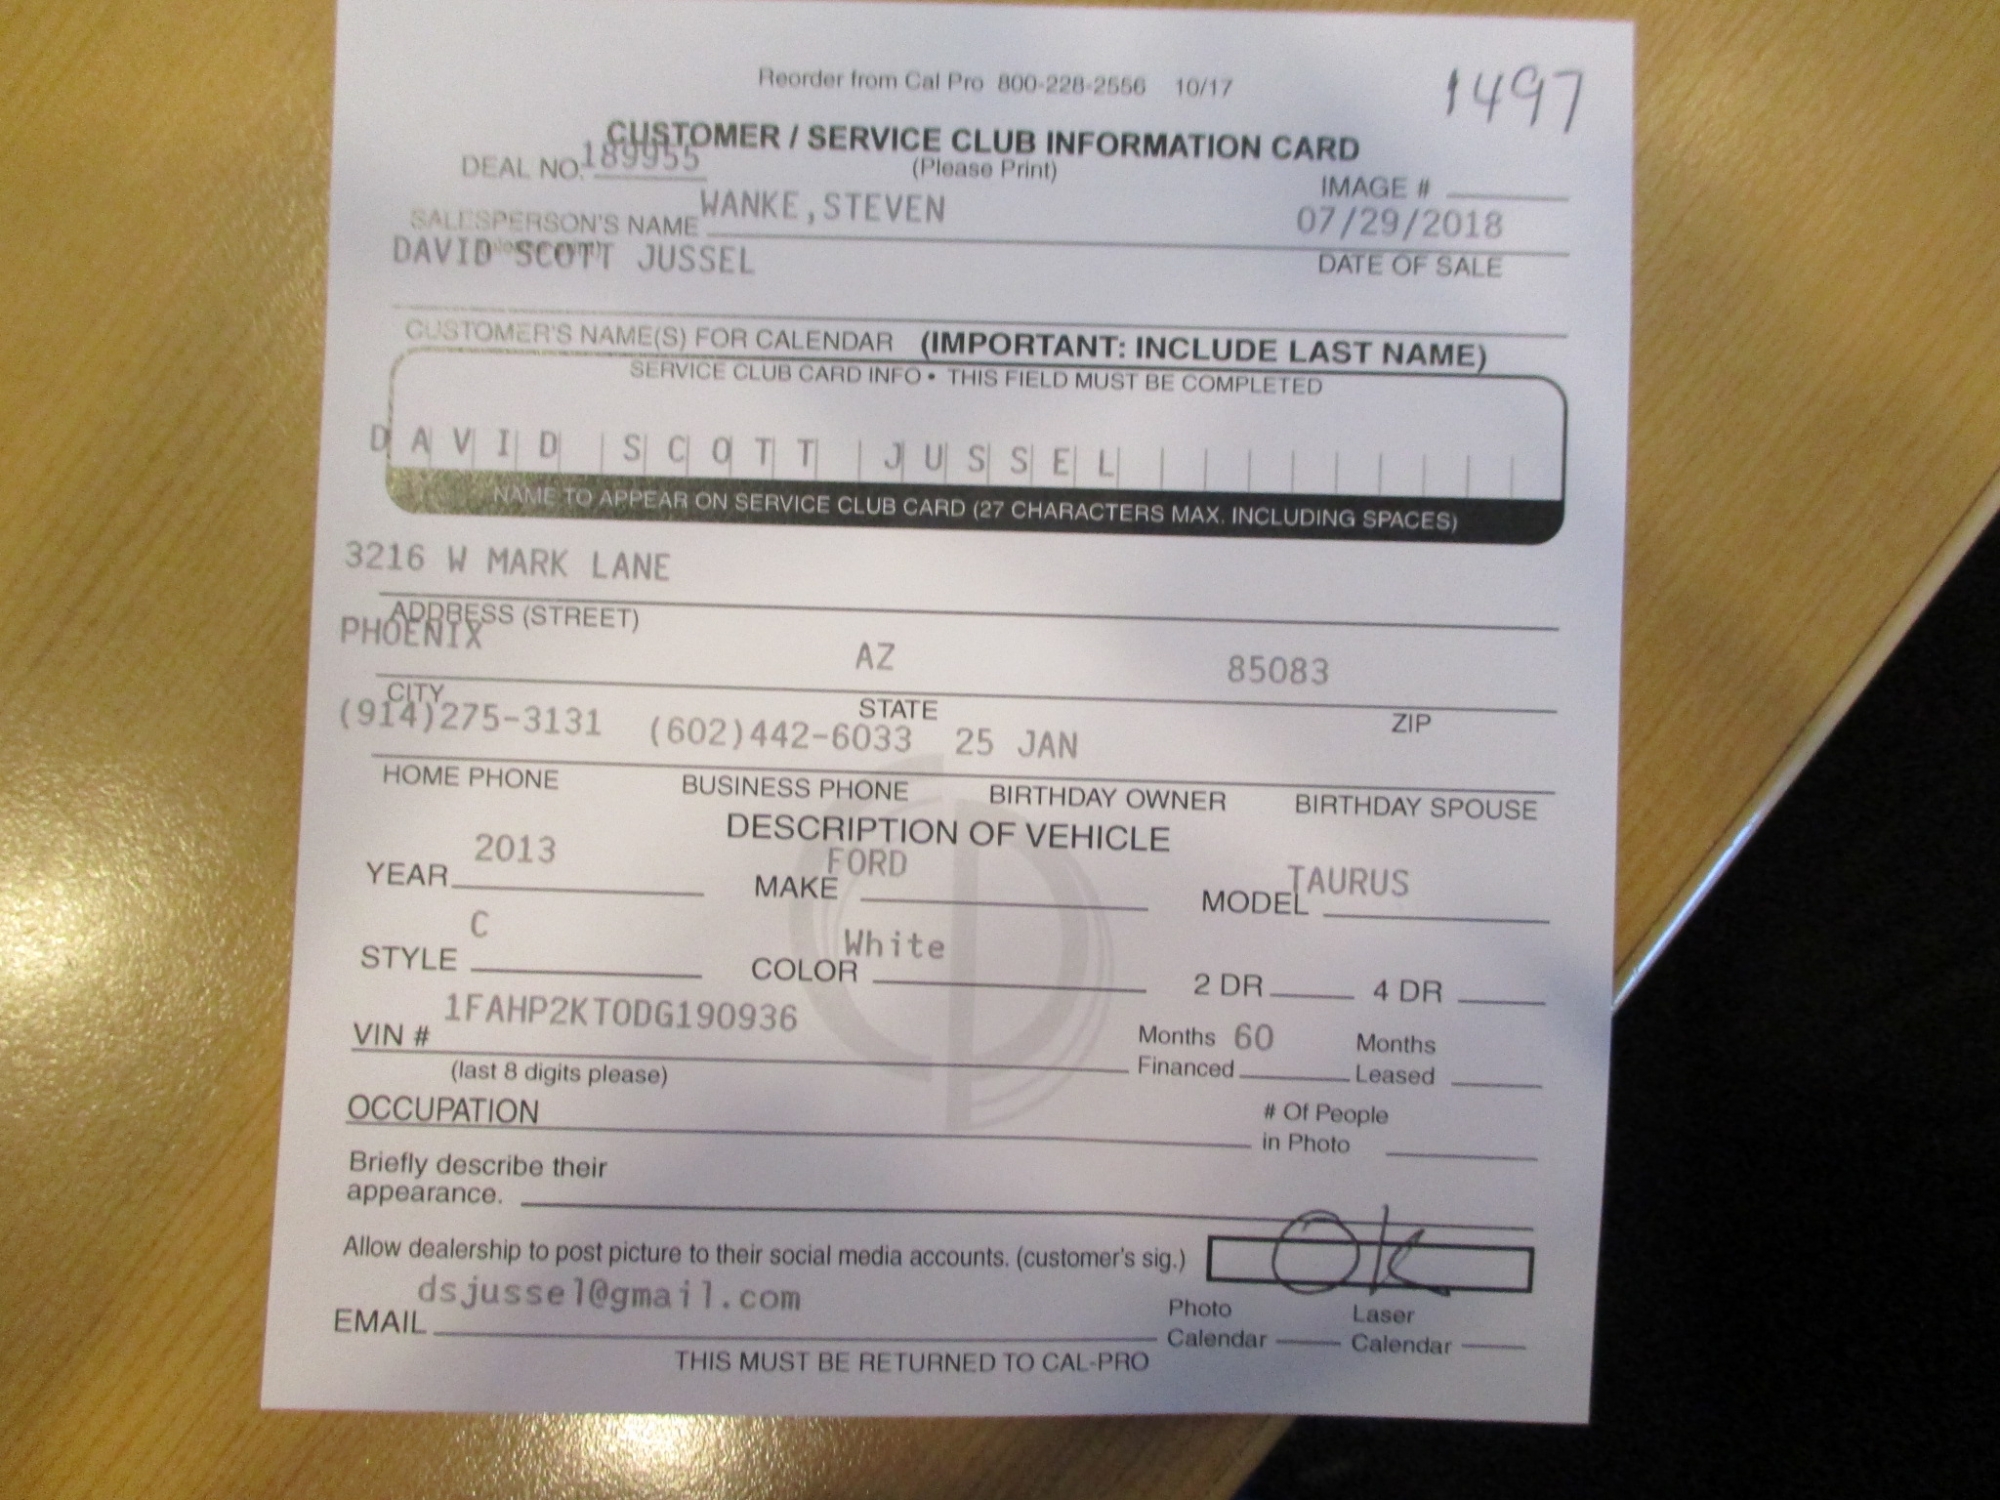 Reorder from Cal Pro 800-228-2556 10/17
1497
CUSTOMER / SERVICE CLUB INFORMATION CARD
DEAL NO. 189955 (Please Print)
IMAGE #
SALESPERSON'S NAME WANKE,STEVEN 07/29/2018
DAVID SCOTT JUSSEL DATE OF SALE
CUSTOMER'S NAME(S) FOR CALENDAR (IMPORTANT: INCLUDE LAST NAME)
SERVICE CLUB CARD INFO • THIS FIELD MUST BE COMPLETED
DAVID SCOTT JUSSEL
NAME TO APPEAR ON SERVICE CLUB CARD (27 CHARACTERS MAX. INCLUDING SPACES)
3216 W MARK LANE
ADDRESS (STREET)
PHOENIX AZ 85083
CITY STATE ZIP
(914)275-3131 (602)442-6033 25 JAN
HOME PHONE BUSINESS PHONE BIRTHDAY OWNER BIRTHDAY SPOUSE
DESCRIPTION OF VEHICLE
YEAR 2013 MAKE FORD MODEL TAURUS
STYLE C COLOR White 2 DR 4 DR
VIN # 1FAHP2KT0DG190936 Months Financed 60 Months Leased
(last 8 digits please)
OCCUPATION # Of People in Photo
Briefly describe their
appearance.
Allow dealership to post picture to their social media accounts. (customer's sig.) OK
EMAIL dsjussel@gmail.com Photo Calendar Laser Calendar
THIS MUST BE RETURNED TO CAL-PRO